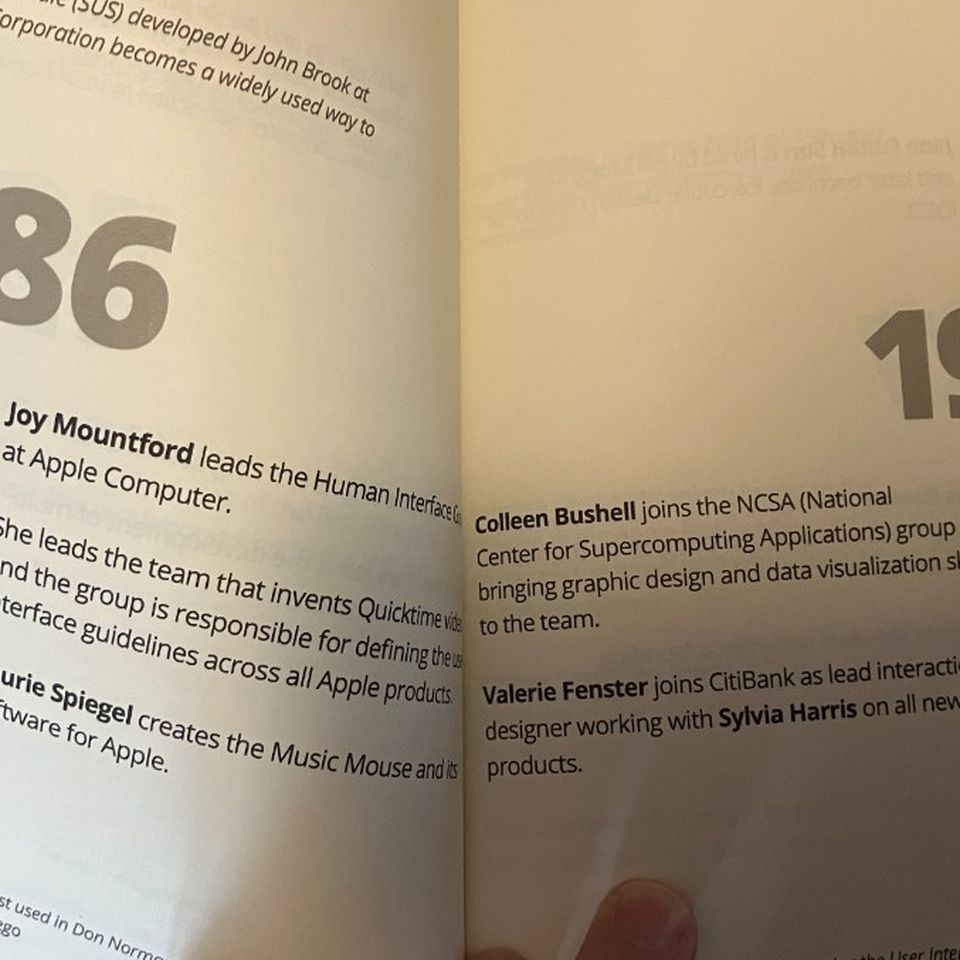 (SUS) developed by John Brook at
orporation becomes a widely used way to
86
Joy Mountford leads the Human Interface
at Apple Computer.
She leads the team that invents Quicktime
nd the group is responsible for defining the
terface guidelines across all Apple products.
urie Spiegel creates the Music Mouse and its
ftware for Apple.
st used in Don Norm
ego
19
Colleen Bushell joins the NCSA (National
Center for Supercomputing Applications) group
bringing graphic design and data visualization s
to the team.
Valerie Fenster joins CitiBank as lead interacti
designer working with Sylvia Harris on all new
products.
the User Inte